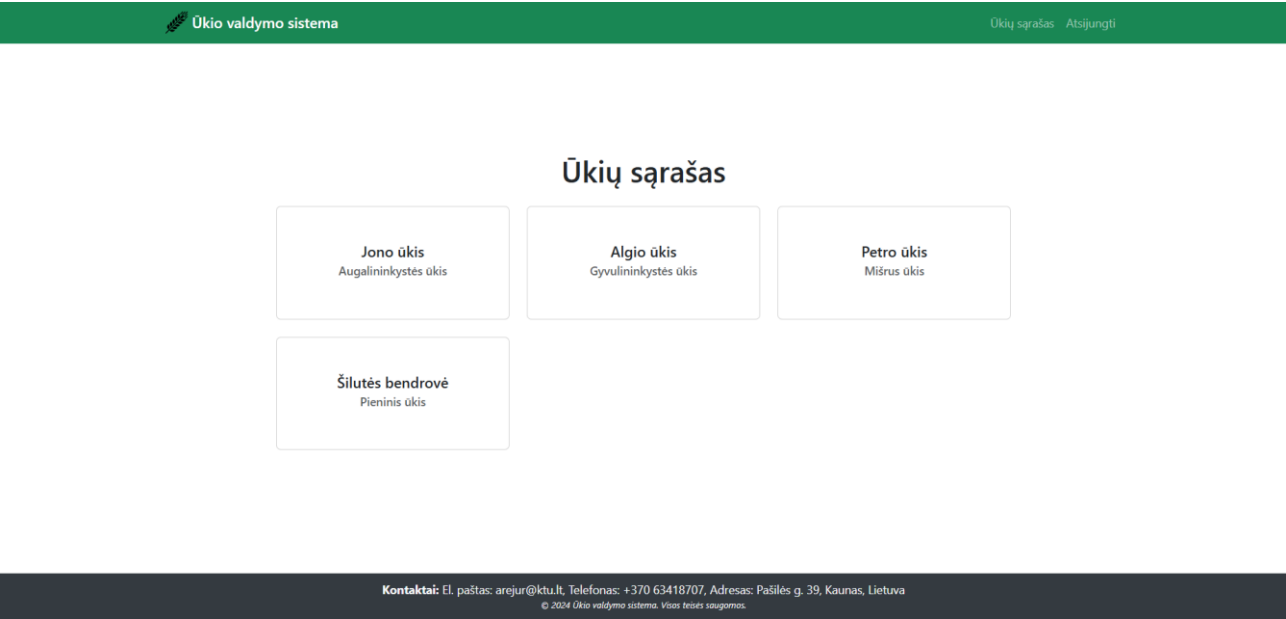 Ūkio valdymo sistema
Ūkių sąrašas Atsijungti
Ūkių sąrašas
Jono ūkis
Augalininkystės ūkis
Algio ūkis
Gyvulininkystės ūkis
Petro ūkis
Mišrus ūkis
Šilutės bendrovė
Pieninis ūkis
Kontaktai: El. paštas: arejur@ktu.lt, Telefonas: +370 63418707, Adresas: Pašilės g. 39, Kaunas, Lietuva
© 2024 Ūkio valdymo sistema. Visos teisės saugomos.